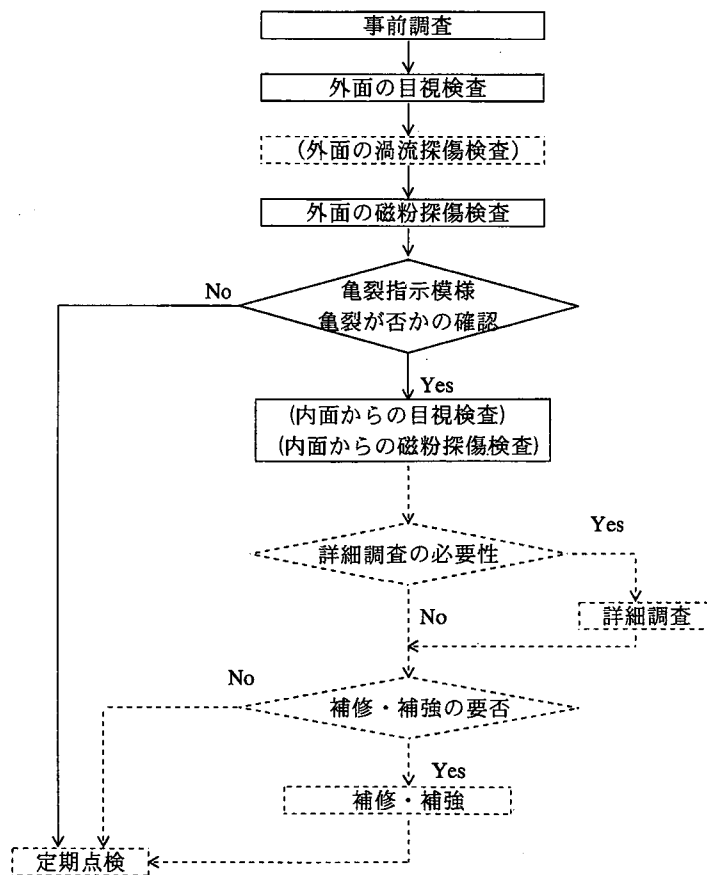 事前調査
外面の目視検査
(外面の渦流探傷検査)
外面の磁粉探傷検査
No
亀裂指示模様
亀裂が否かの確認
Yes
(内面からの目視検査)
(内面からの磁粉探傷検査)
Yes
詳細調査の必要性
No
詳細調査
No
補修・補強の要否
Yes
補修・補強
定期点検